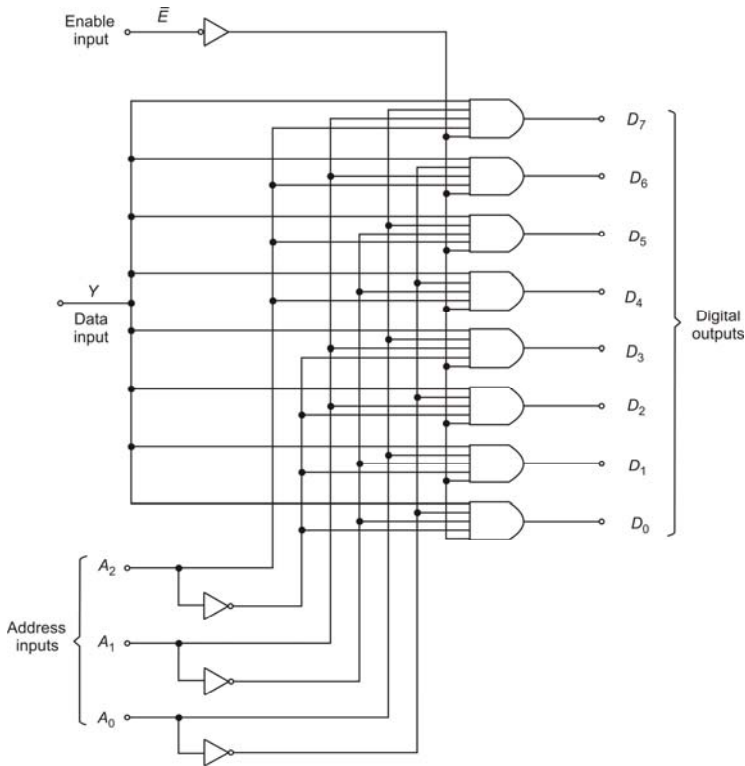 Enable
input
Ē
D₇
D₆
D₅
Y
Data
input
D₄
Digital
outputs
D₃
D₂
D₁
D₀
A₂
Address
inputs
A₁
A₀